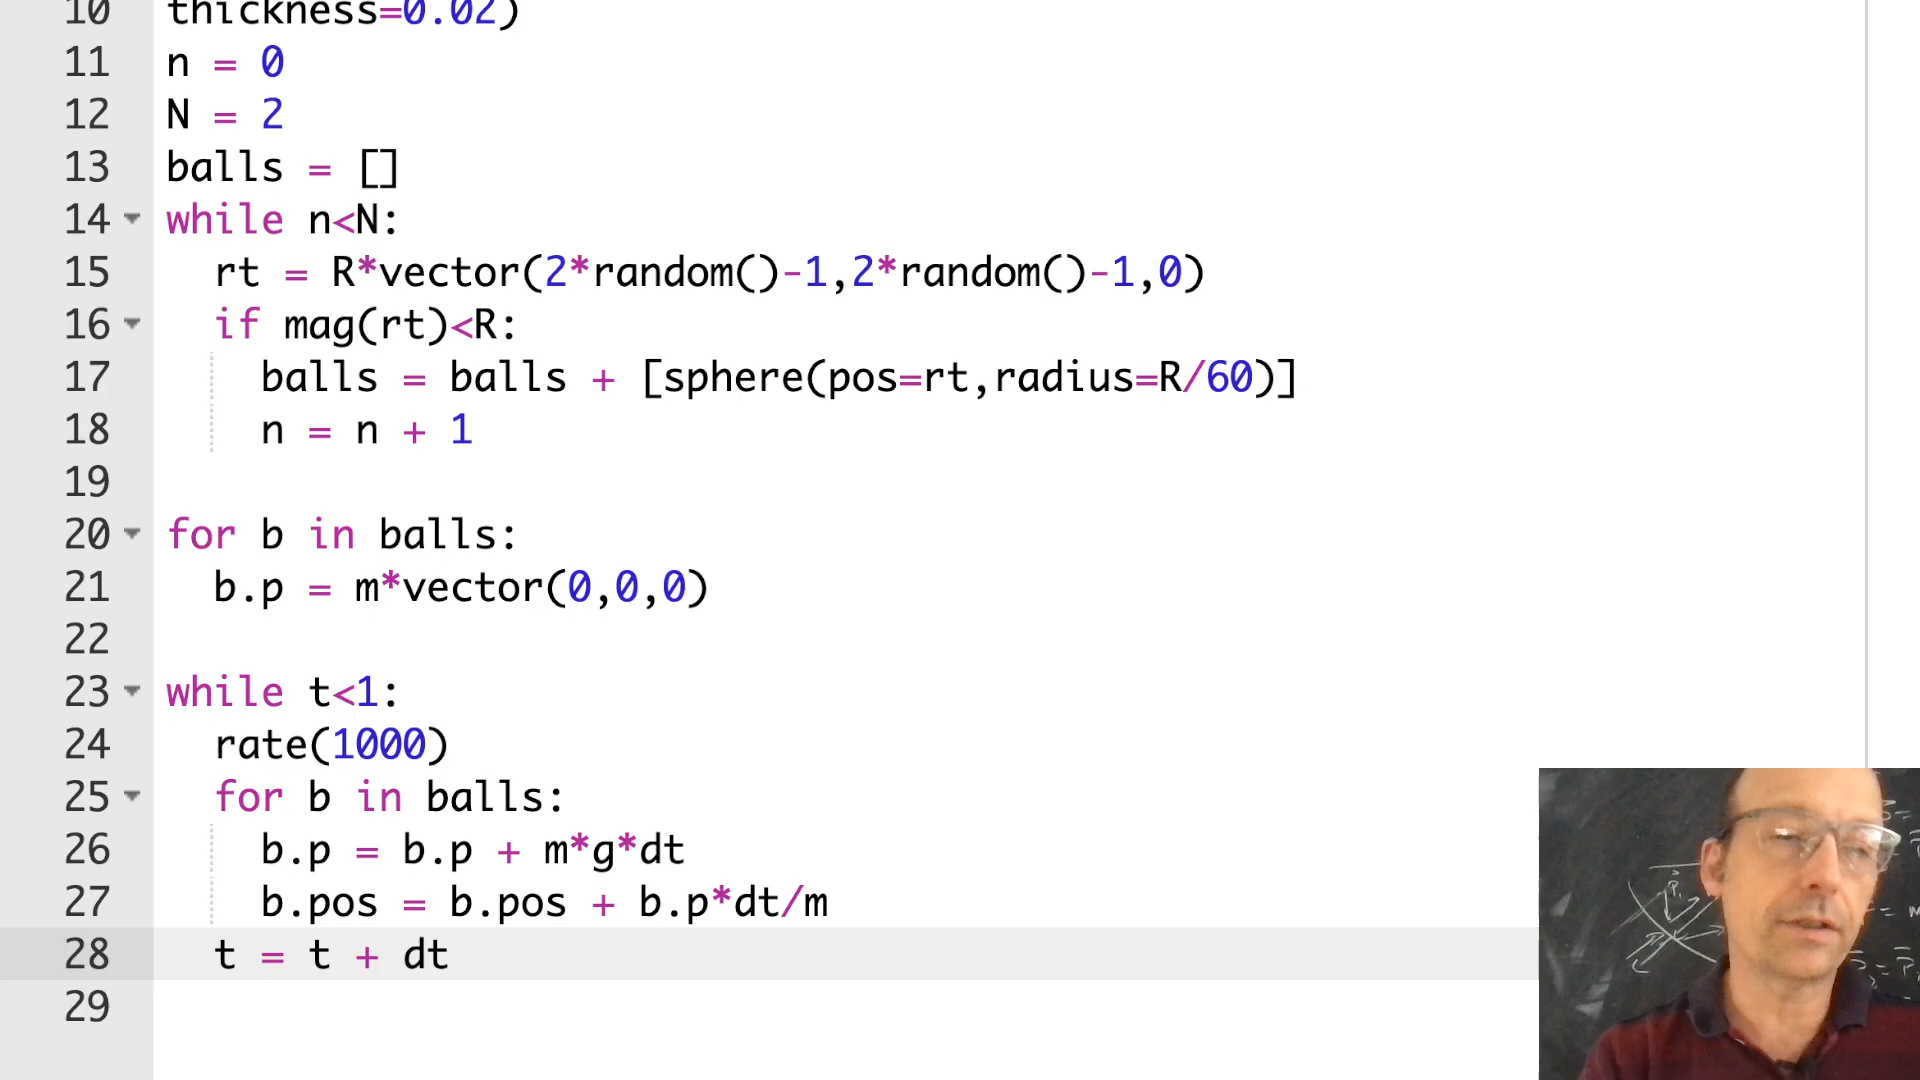 10 thickness=0.02)
11 n = 0
12 N = 2
13 balls = []
14 while n<N:
15 rt = R*vector(2*random()-1,2*random()-1,0)
16 if mag(rt)<R:
17 balls = balls + [sphere(pos=rt,radius=R/60)]
18 n = n + 1
19
20 for b in balls:
21 b.p = m*vector(0,0,0)
22
23 while t<1:
24 rate(1000)
25 for b in balls:
26 b.p = b.p + m*g*dt
27 b.pos = b.pos + b.p*dt/m
28 t = t + dt
29